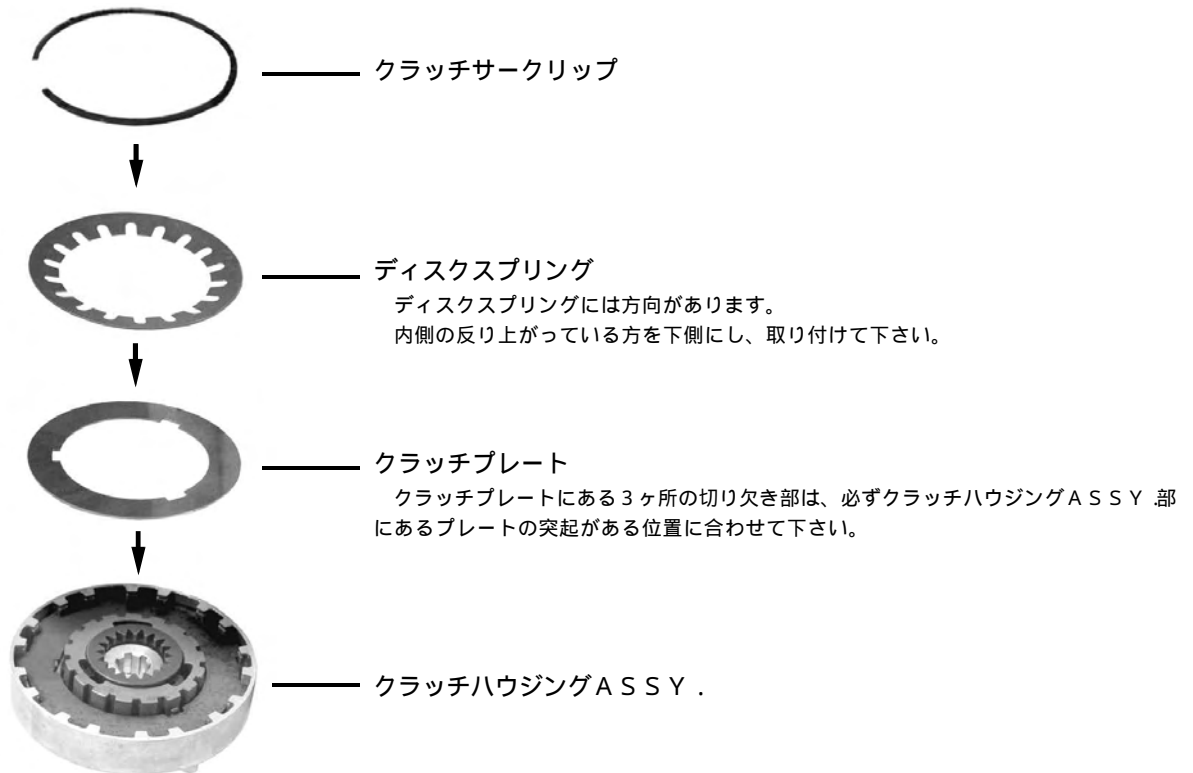 クラッチサークリップ
ディスクスプリング
ディスクスプリングには方向があります。
内側の反り上がっている方を下側にし、取り付けて下さい。
クラッチプレート
クラッチプレートにある３ヶ所の切り欠き部は、必ずクラッチハウジングＡＳＳＹ.部
にあるプレートの突起がある位置に合わせて下さい。
クラッチハウジングＡＳＳＹ．